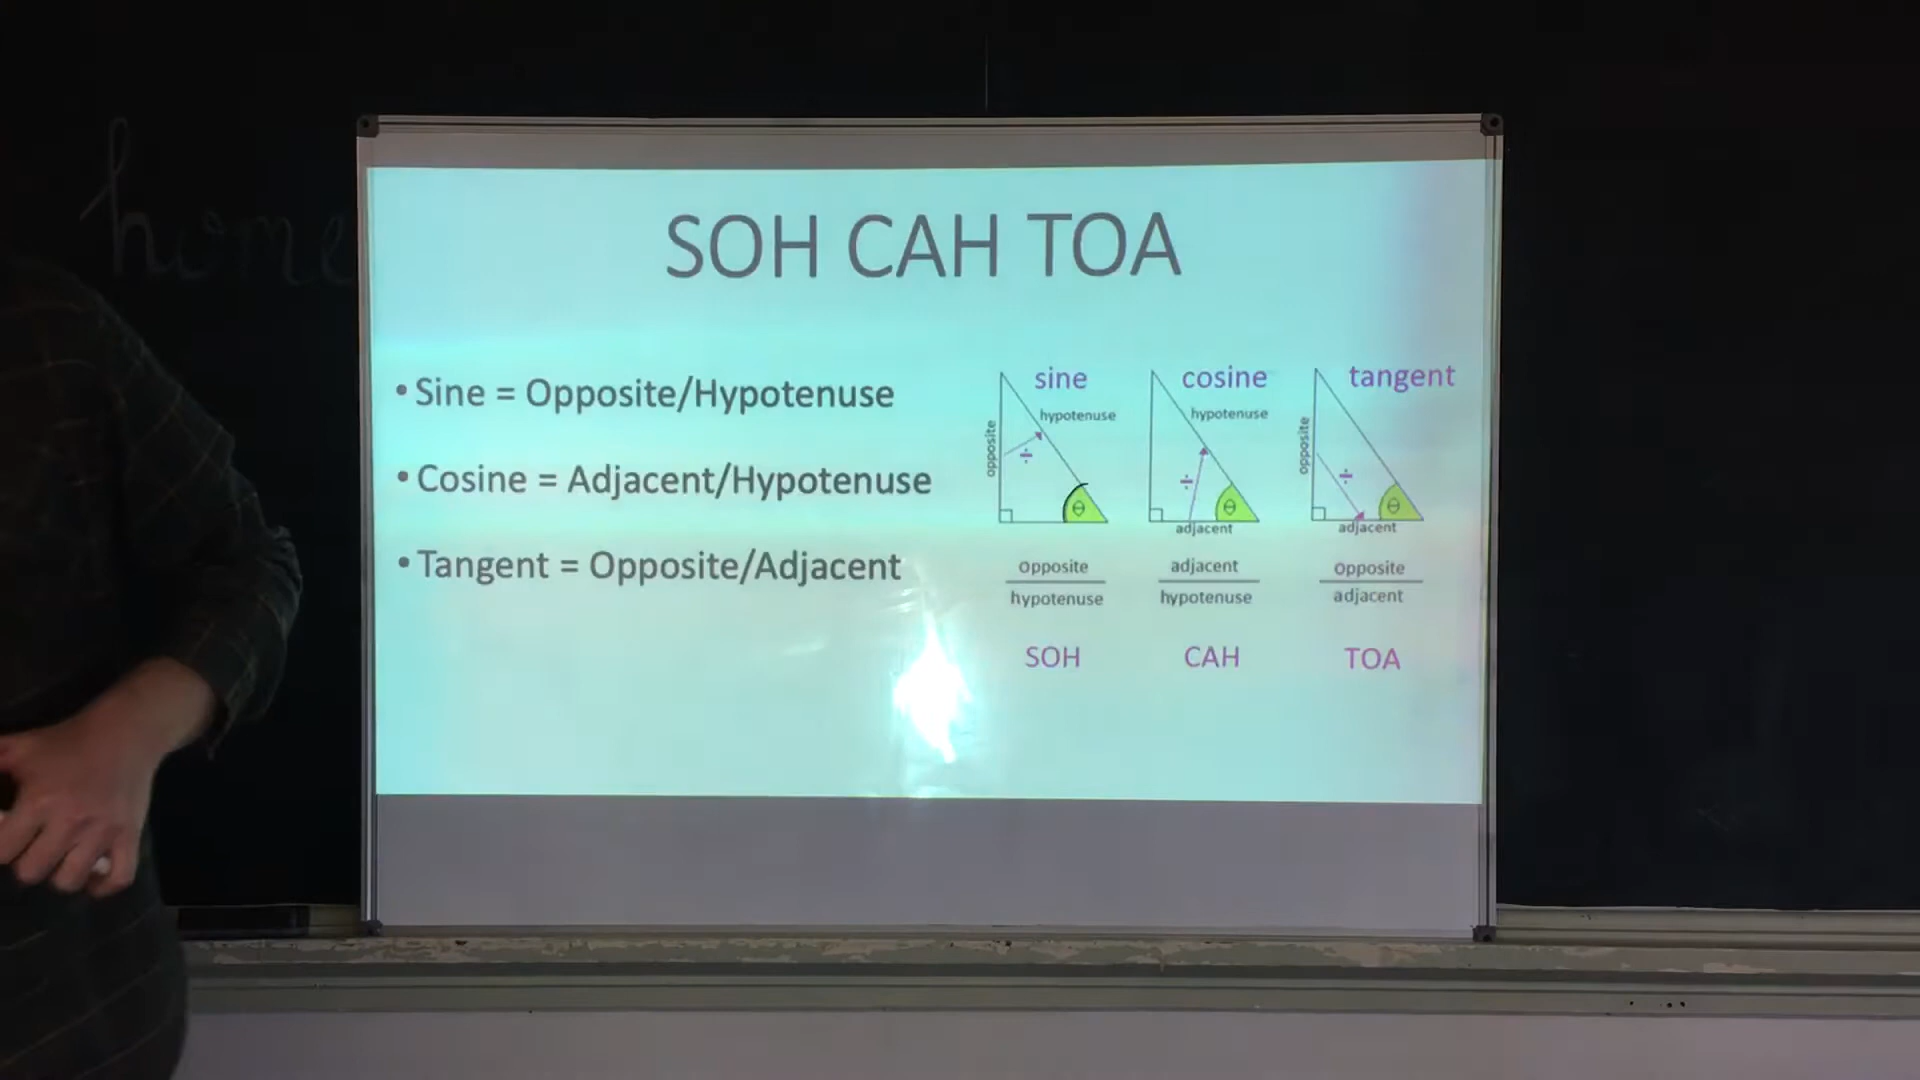 home
SOH CAH TOA
• Sine = Opposite/Hypotenuse
• Cosine = Adjacent/Hypotenuse
• Tangent = Opposite/Adjacent
sine
hypotenuse
opposite
÷
θ
opposite
hypotenuse
SOH
cosine
hypotenuse
÷
θ
adjacent
adjacent
hypotenuse
CAH
tangent
opposite
÷
θ
adjacent
opposite
adjacent
TOA